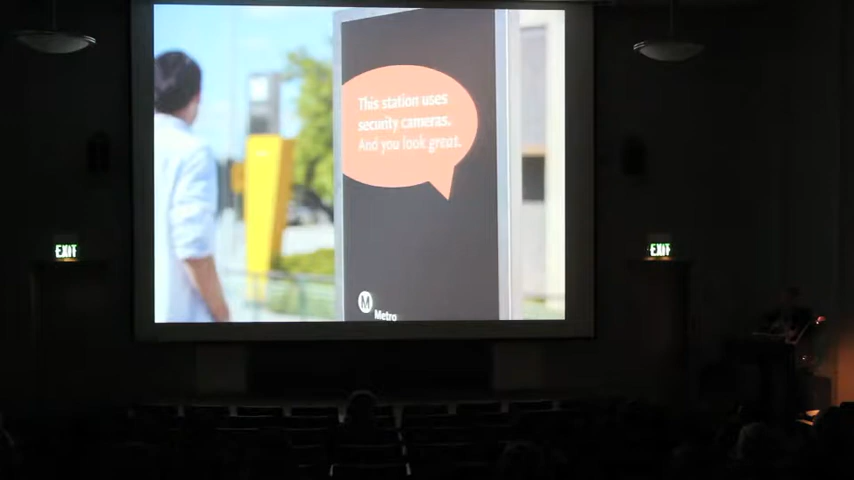 This station uses
security cameras.
And you look great.
EXIT
EXIT
M
Metro